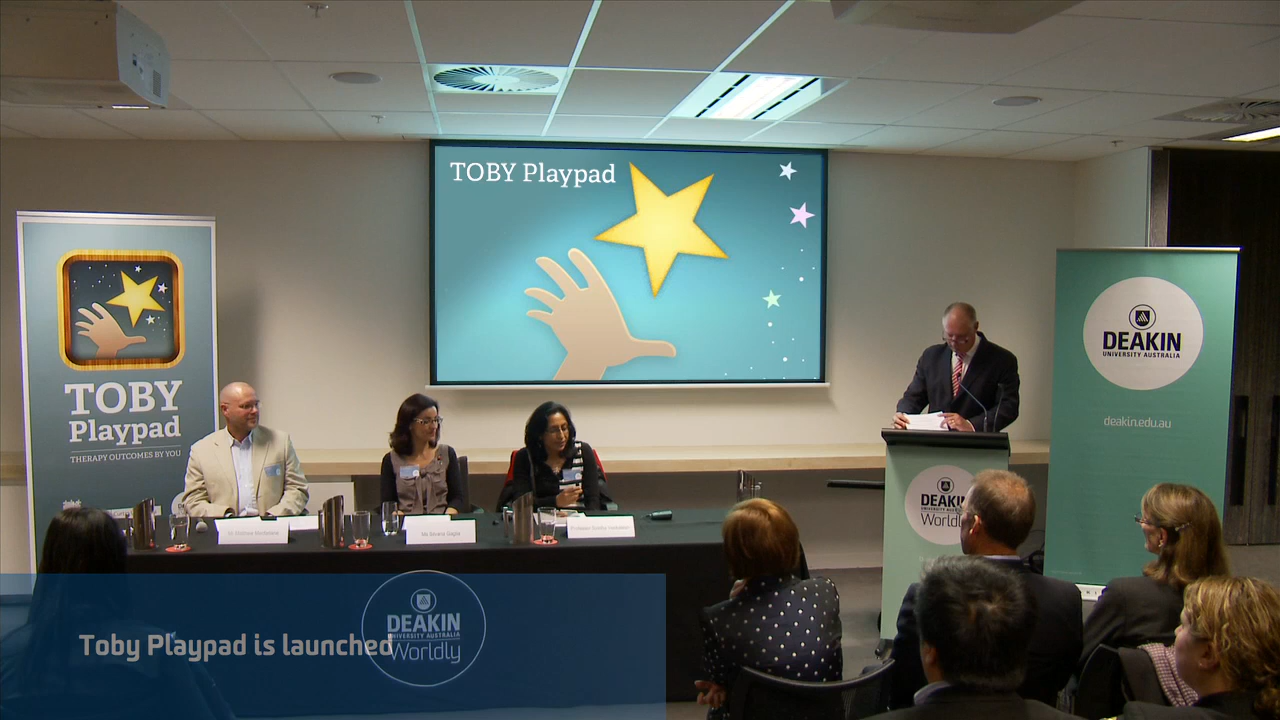 TOBY Playpad
TOBY
Playpad
THERAPY OUTCOMES BY YOU
DEAKIN
UNIVERSITY AUSTRALIA
deakin.edu.au
DEAKIN
Worldly
DEAKIN
UNIVERSITY AUSTRALIA
Worldly
Toby Playpad is launched